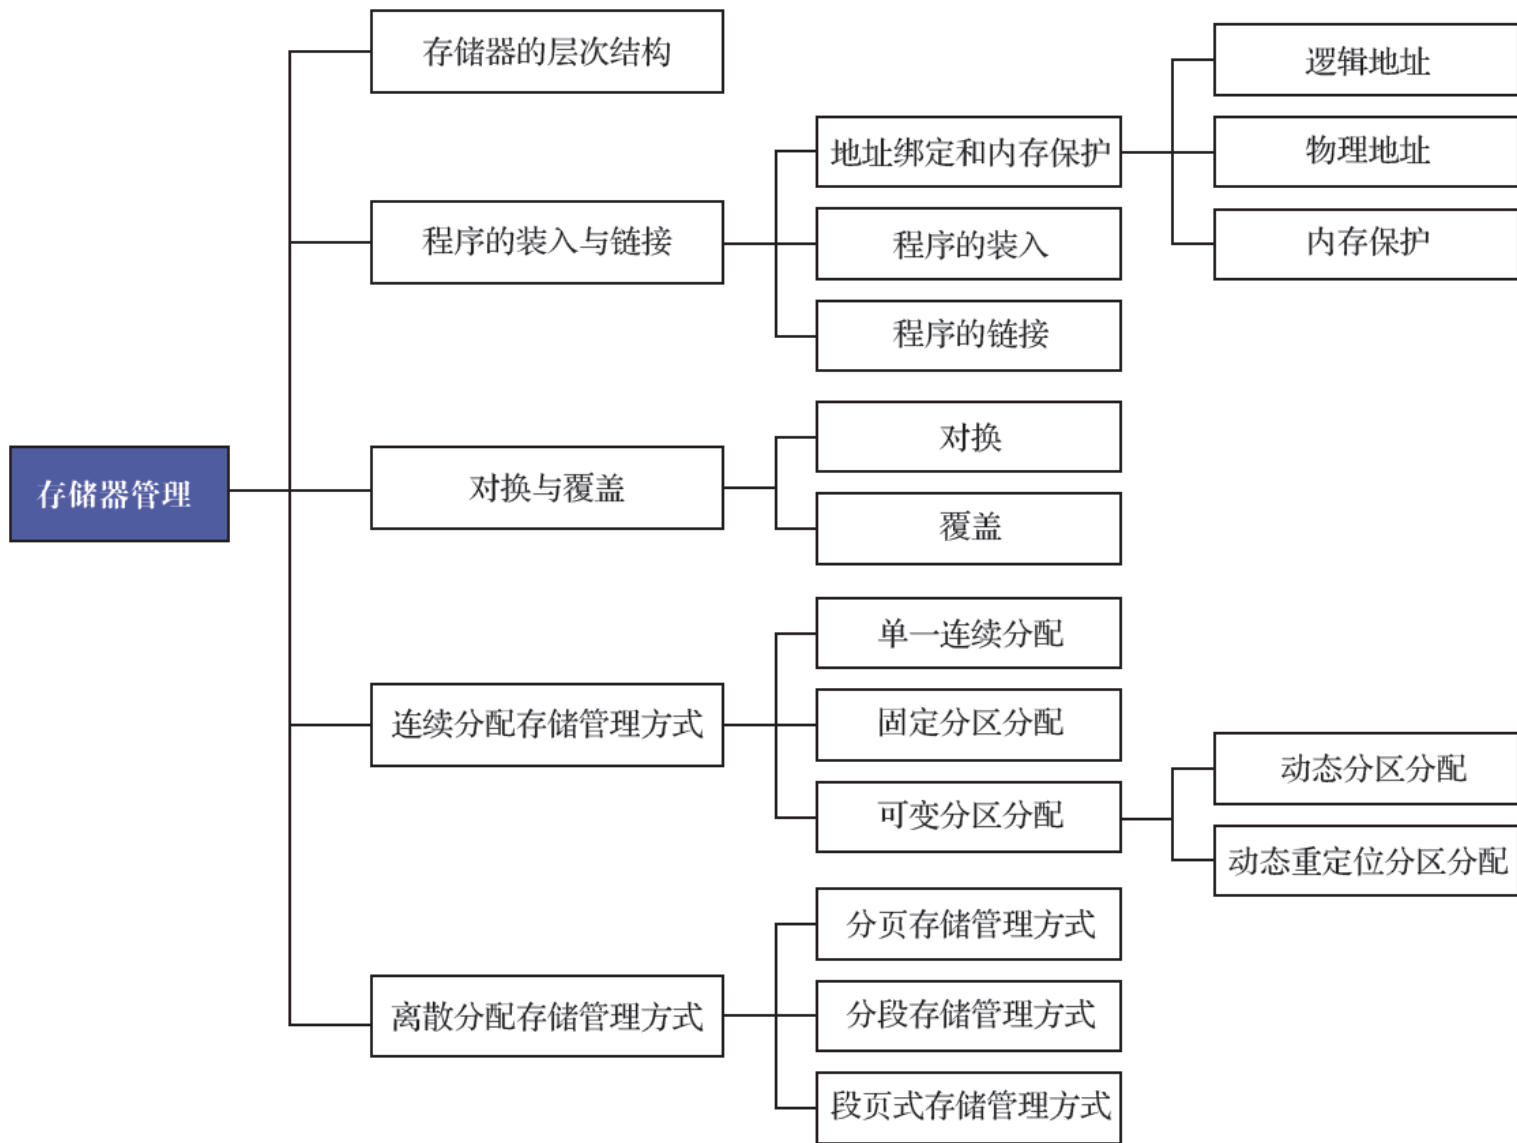 存储器管理
存储器的层次结构
程序的装入与链接
地址绑定和内存保护
逻辑地址
物理地址
内存保护
程序的装入
程序的链接
对换与覆盖
对换
覆盖
连续分配存储管理方式
单一连续分配
固定分区分配
可变分区分配
动态分区分配
动态重定位分区分配
离散分配存储管理方式
分页存储管理方式
分段存储管理方式
段页式存储管理方式